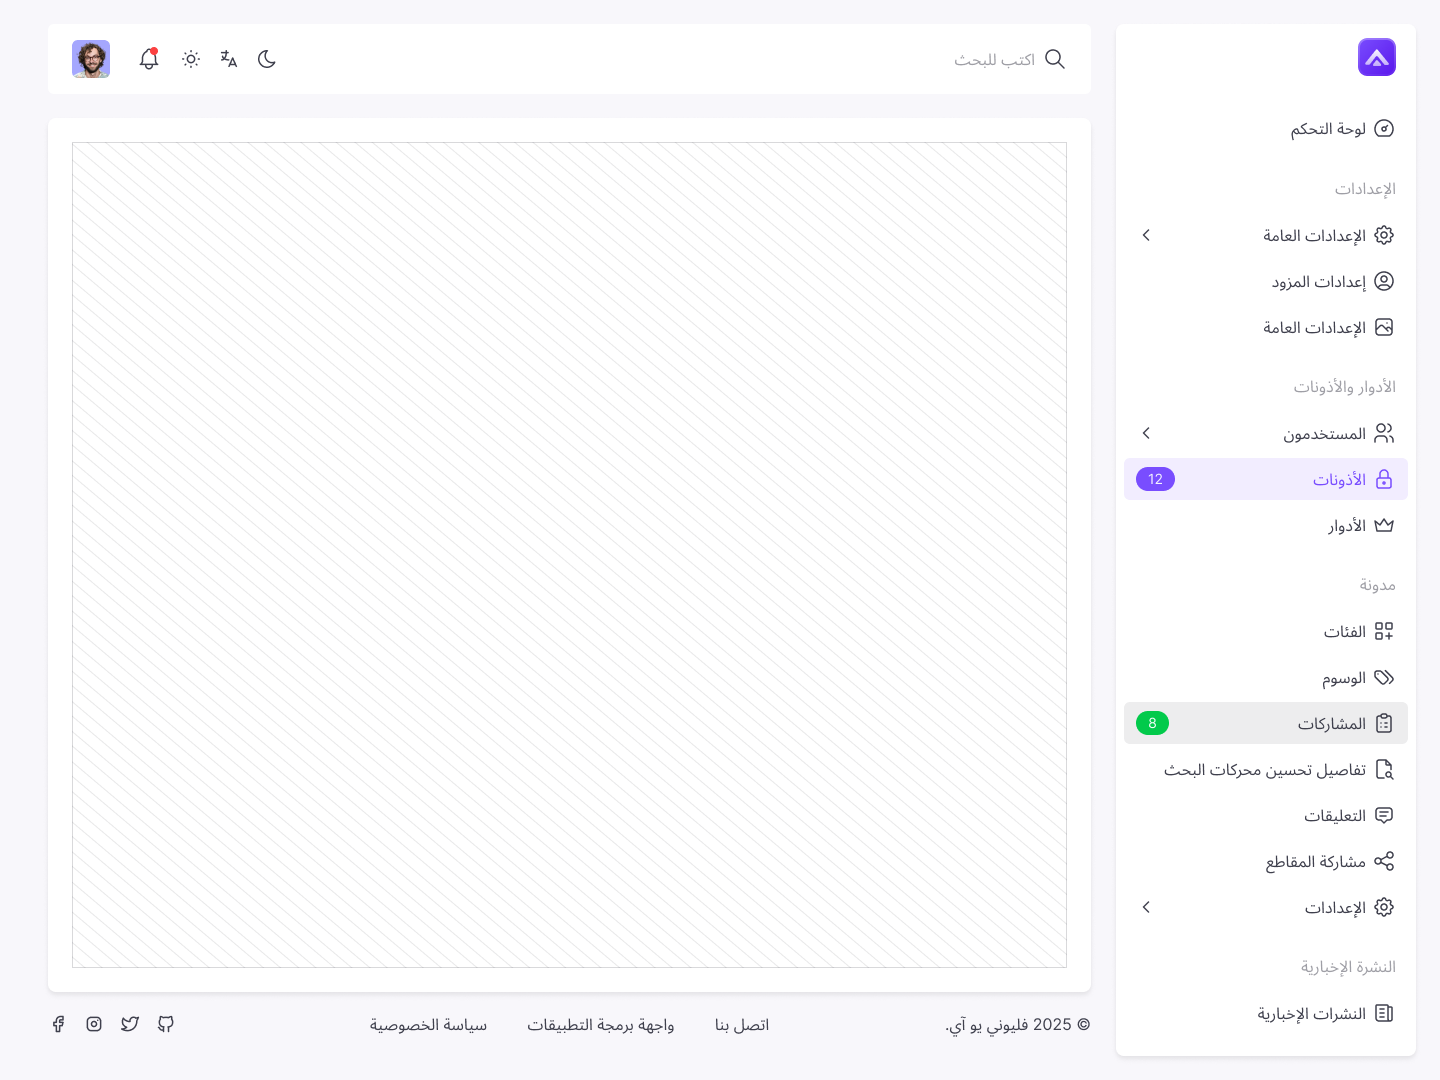 لوحة التحكم
الإعدادات
الإعدادات العامة
إعدادات المزود
الإعدادات العامة
الأدوار والأذونات
المستخدمون
الأذونات 12
الأدوار
مدونة
الفئات
الوسوم
المشاركات 8
تفاصيل تحسين محركات البحث
التعليقات
مشاركة المقاطع
الإعدادات
النشرة الإخبارية
النشرات الإخبارية
اكتب للبحث
© 2025 فليوني يو آي.
اتصل بنا
واجهة برمجة التطبيقات
سياسة الخصوصية